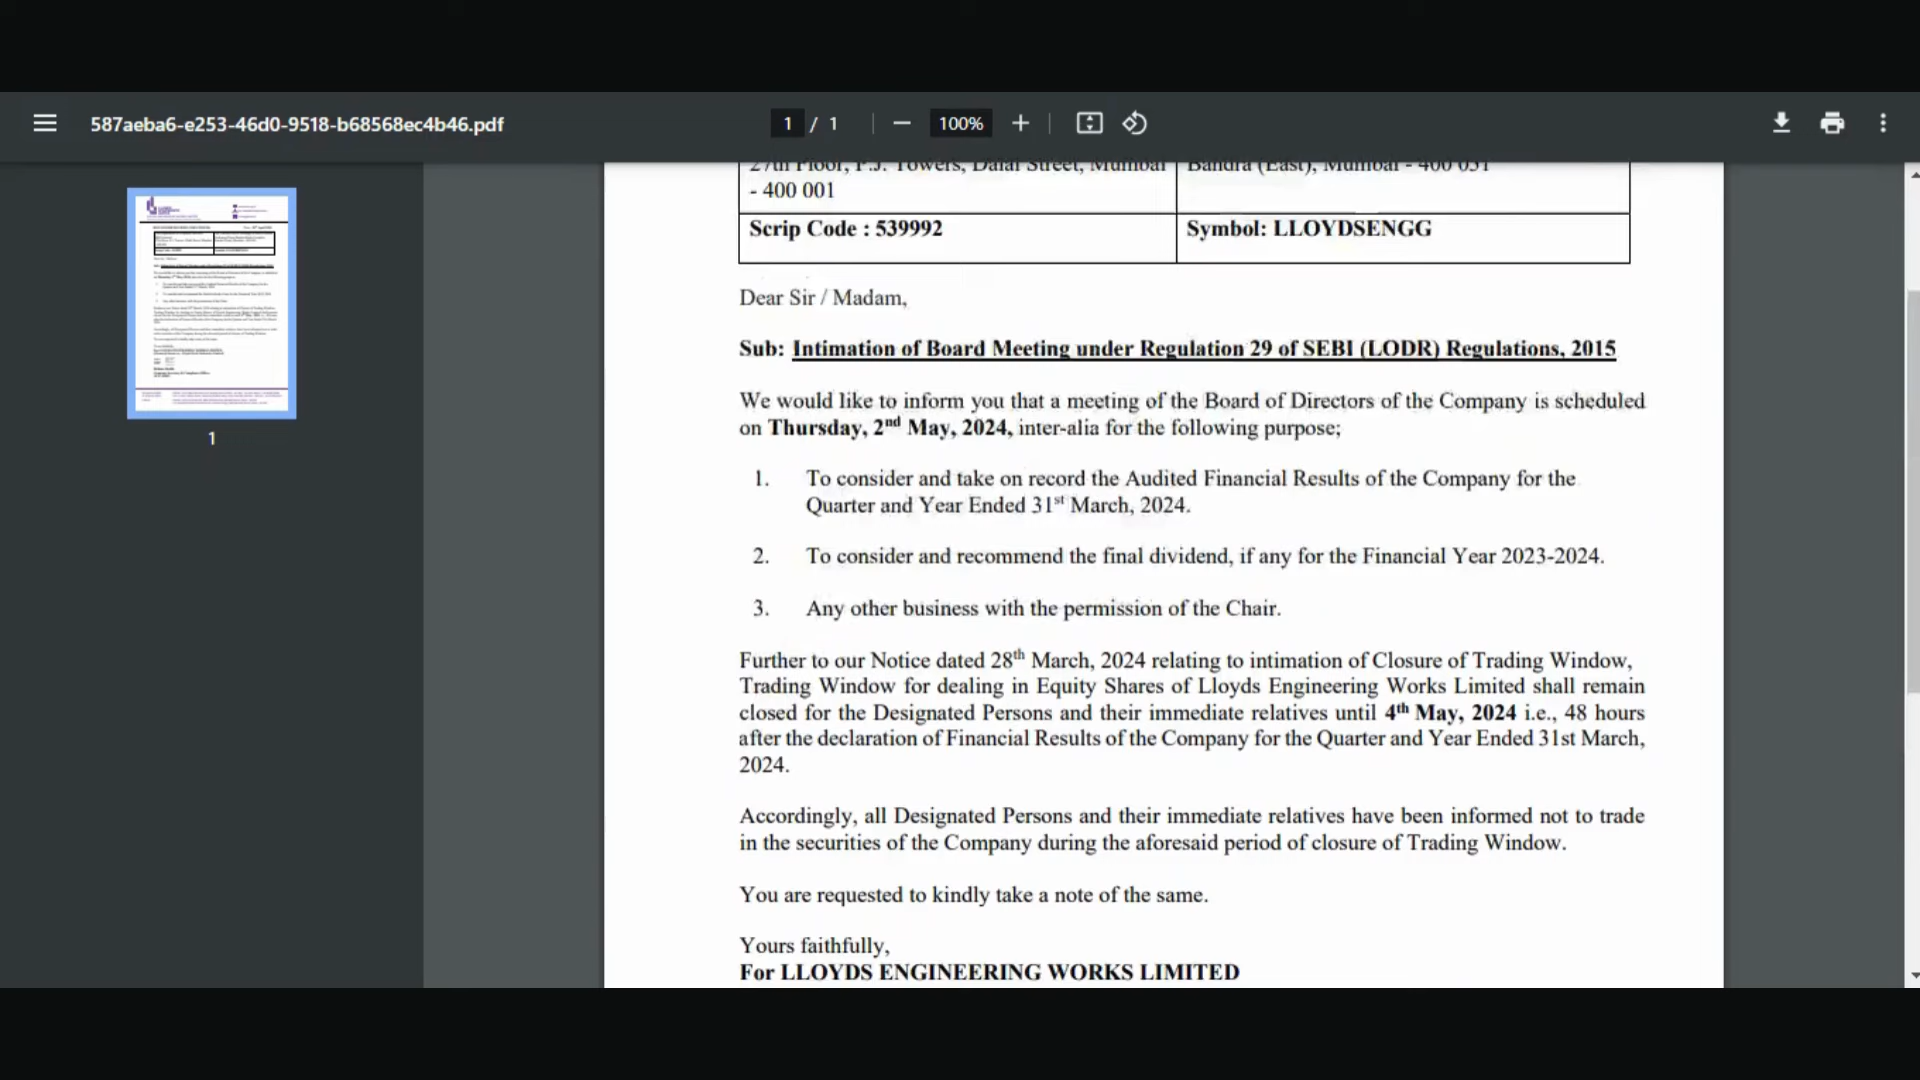 587aeba6-e253-46d0-9518-b68568ec4b46.pdf
1 / 1
100%
27th Floor, P.J. Towers, Dalal Street, Mumbai
- 400 001
Bandra (East), Mumbai - 400 051
Scrip Code : 539992
Symbol: LLOYDSENGG
Dear Sir / Madam,
Sub: Intimation of Board Meeting under Regulation 29 of SEBI (LODR) Regulations, 2015
We would like to inform you that a meeting of the Board of Directors of the Company is scheduled
on Thursday, 2nd May, 2024, inter-alia for the following purpose;
1. To consider and take on record the Audited Financial Results of the Company for the
Quarter and Year Ended 31st March, 2024.
2. To consider and recommend the final dividend, if any for the Financial Year 2023-2024.
3. Any other business with the permission of the Chair.
Further to our Notice dated 28th March, 2024 relating to intimation of Closure of Trading Window,
Trading Window for dealing in Equity Shares of Lloyds Engineering Works Limited shall remain
closed for the Designated Persons and their immediate relatives until 4th May, 2024 i.e., 48 hours
after the declaration of Financial Results of the Company for the Quarter and Year Ended 31st March,
2024.
Accordingly, all Designated Persons and their immediate relatives have been informed not to trade
in the securities of the Company during the aforesaid period of closure of Trading Window.
You are requested to kindly take a note of the same.
Yours faithfully,
For LLOYDS ENGINEERING WORKS LIMITED
1